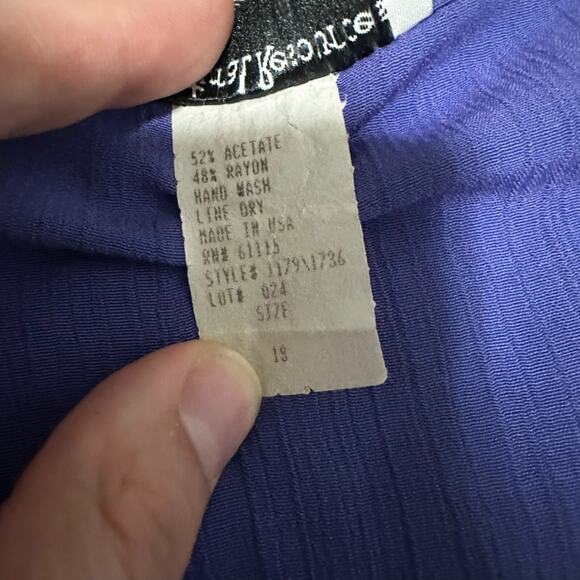 52% ACETATE
48% RAYON
HAND WASH
LINE DRY
MADE IN USA
RN# 61115
STYLE# 1179\1736
LOT# 024
SIZE
18